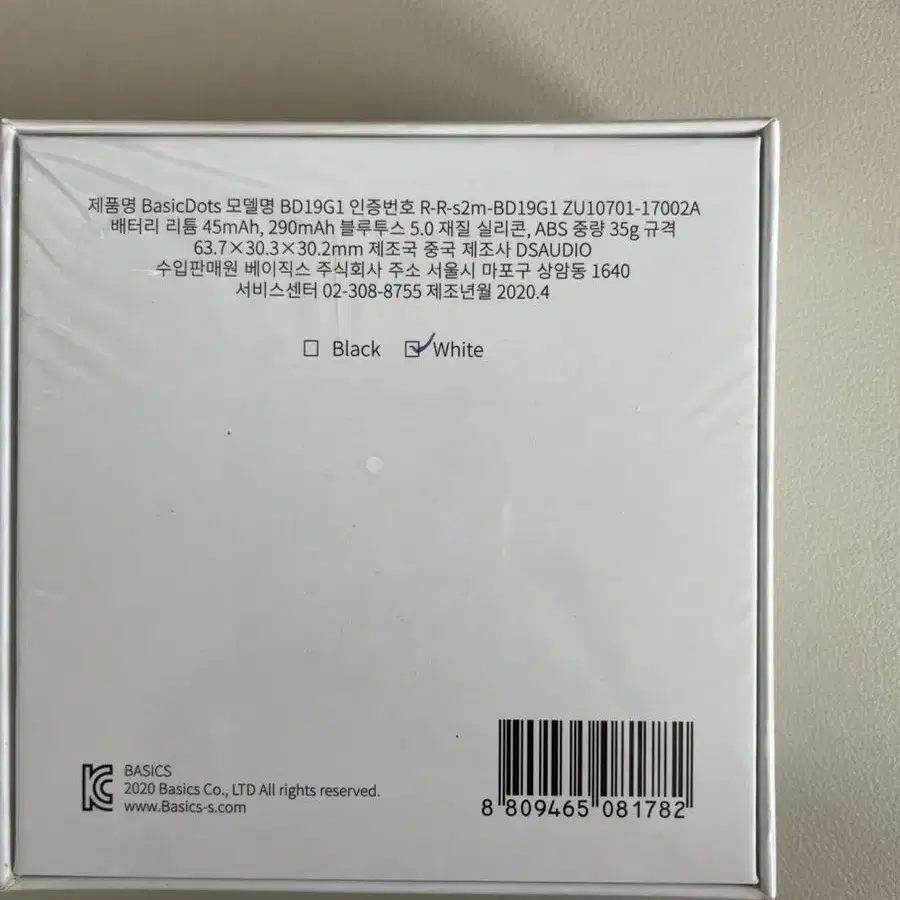 제품명 BasicDots 모델명 BD19G1 인증번호 R-R-s2m-BD19G1 ZU10701-17002A
배터리 리튬 45mAh, 290mAh 블루투스 5.0 재질 실리콘, ABS 중량 35g 규격
63.7×30.3×30.2mm 제조국 중국 제조사 DSAUDIO
수입판매원 베이직스 주식회사 주소 서울시 마포구 상암동 1640
서비스센터 02-308-8755 제조년월 2020.4
Black White
BASICS
2020 Basics Co., LTD All rights reserved.
www.Basics-s.com
8 809465 081782